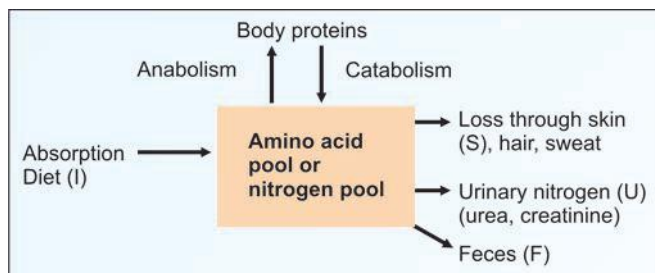 Body proteins
Anabolism
Catabolism
Absorption
Diet (I)
Amino acid
pool or
nitrogen pool
Loss through skin
(S), hair, sweat
Urinary nitrogen (U)
(urea, creatinine)
Feces (F)